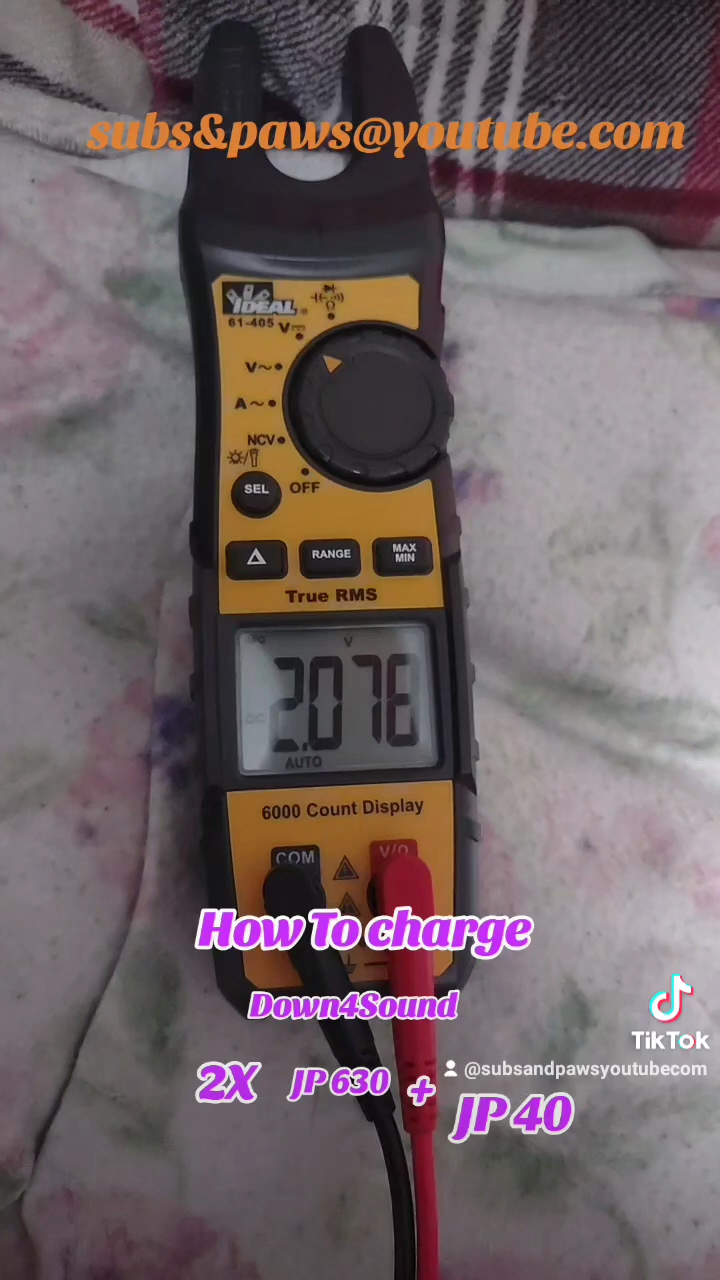 subs&paws@youtube.com
IDEAL
61-405
V
Ω
V~
A~
NCV
OFF
SEL
RANGE
MAX
MIN
True RMS
V
2.078
DC
AUTO
6000 Count Display
COM
V/Ω
How To charge
Down4Sound
2X JP 630 + JP 40
TikTok
@subsandpawsyoutubecom